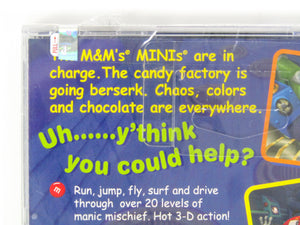 M&M's® MINIs® are in
charge.The candy factory is
going berserk. Chaos, colors
and chocolate are everywhere.
Uh......y'think
you could help?
m
Run, jump, fly, surf and drive
through over 20 levels of
manic mischief. Hot 3-D action!